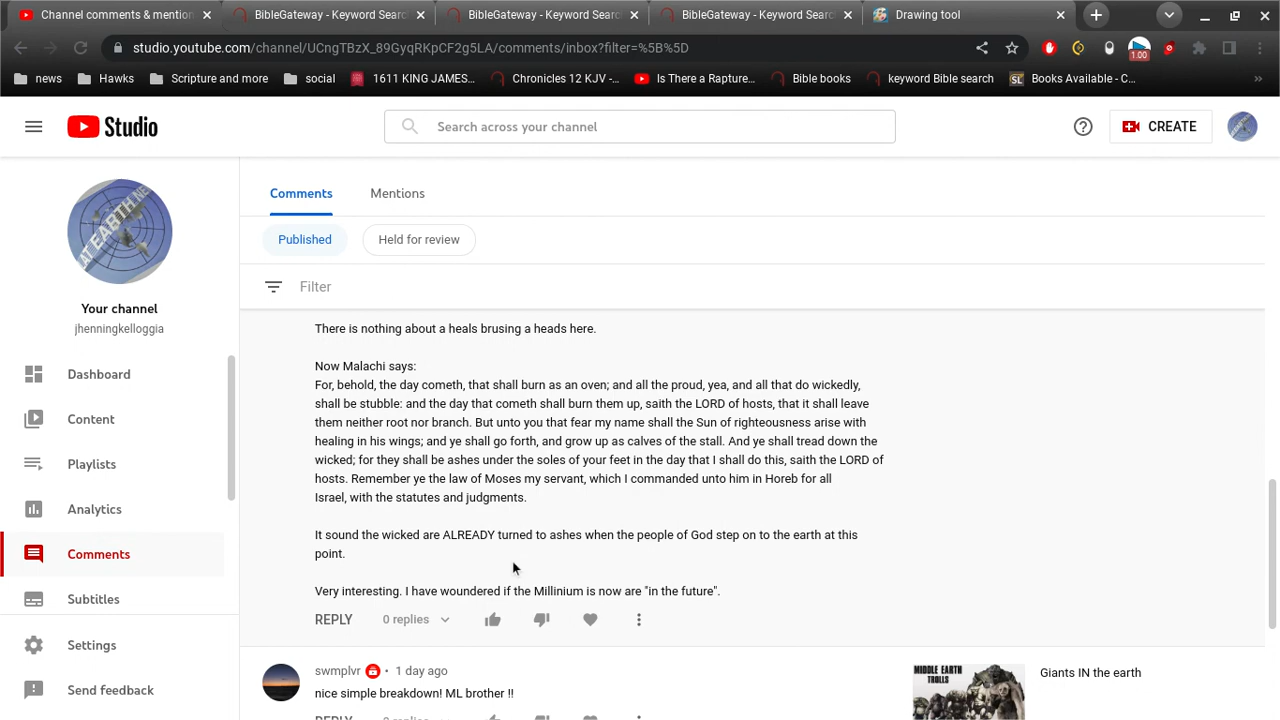 Channel comments & mention
BibleGateway - Keyword Searc
BibleGateway - Keyword Searc
BibleGateway - Keyword Searc
Drawing tool
studio.youtube.com/channel/UCngTBzX_89GyqRKpCF2g5LA/comments/inbox?filter=%5B%5D
1.00
news
Hawks
Scripture and more
social
1611 KING JAMES...
Chronicles 12 KJV -...
Is There a Rapture...
Bible books
keyword Bible search
SL
Books Available - C...
Studio
Search across your channel
CREATE
AT EARTH.NE
Your channel
jhenningkelloggia
Dashboard
Content
Playlists
Analytics
Comments
Subtitles
Settings
Send feedback
Comments
Mentions
Published
Held for review
Filter
There is nothing about a heals brusing a heads here.
Now Malachi says:
For, behold, the day cometh, that shall burn as an oven; and all the proud, yea, and all that do wickedly,
shall be stubble: and the day that cometh shall burn them up, saith the LORD of hosts, that it shall leave
them neither root nor branch. But unto you that fear my name shall the Sun of righteousness arise with
healing in his wings; and ye shall go forth, and grow up as calves of the stall. And ye shall tread down the
wicked; for they shall be ashes under the soles of your feet in the day that I shall do this, saith the LORD of
hosts. Remember ye the law of Moses my servant, which I commanded unto him in Horeb for all
Israel, with the statutes and judgments.
It sound the wicked are ALREADY turned to ashes when the people of God step on to the earth at this
point.
Very interesting. I have woundered if the Millinium is now are "in the future".
REPLY
0 replies
swmplvr • 1 day ago
nice simple breakdown! ML brother !!
MIDDLE EARTH
TROLLS
Giants IN the earth